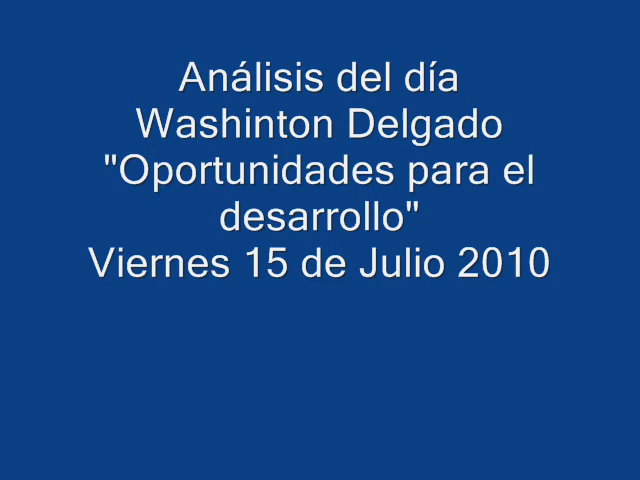 Análisis del día
Washinton Delgado
"Oportunidades para el
desarrollo"
Viernes 15 de Julio 2010